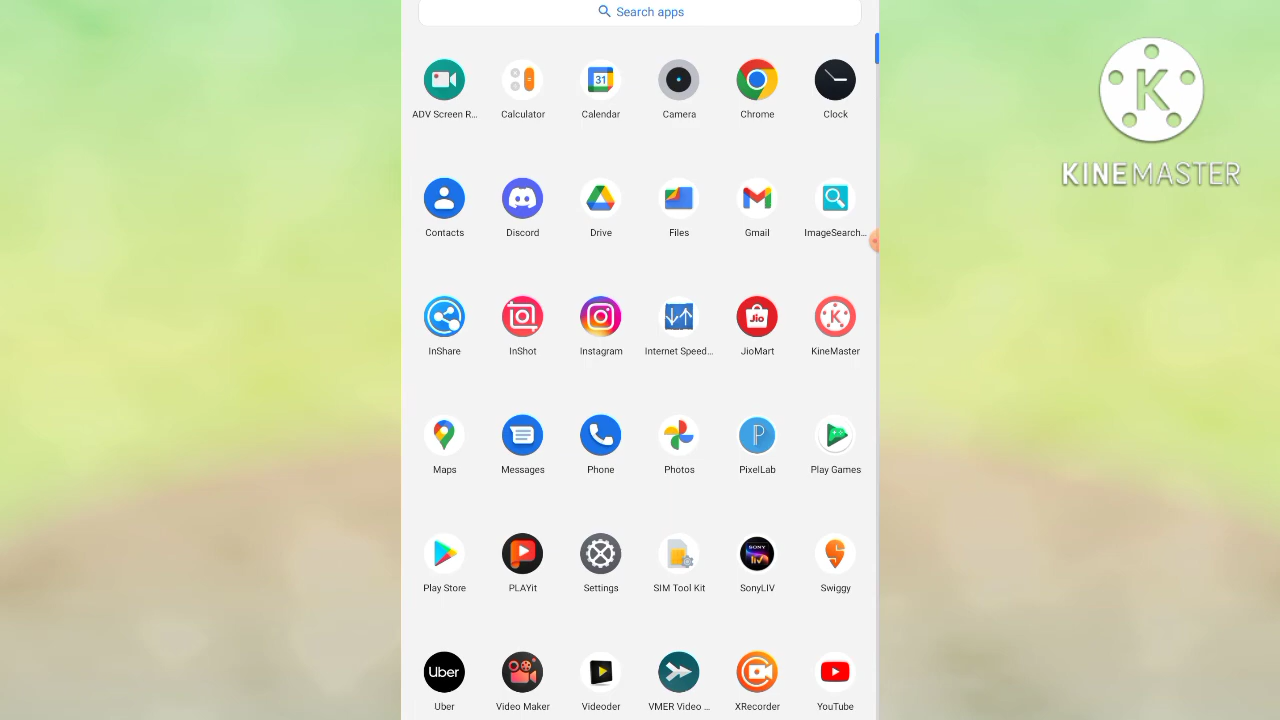 Search apps
31
K
KINEMASTER
ADV Screen R...
Calculator
Calendar
Camera
Chrome
Clock
Contacts
Discord
Drive
Files
Gmail
ImageSearch...
Jio
K
InShare
InShot
Instagram
Internet Speed...
JioMart
KineMaster
P
Maps
Messages
Phone
Photos
PixelLab
Play Games
SONY
liv
Play Store
PLAYit
Settings
SIM Tool Kit
SonyLIV
Swiggy
Uber
Uber
Video Maker
Videoder
VMER Video ...
XRecorder
YouTube